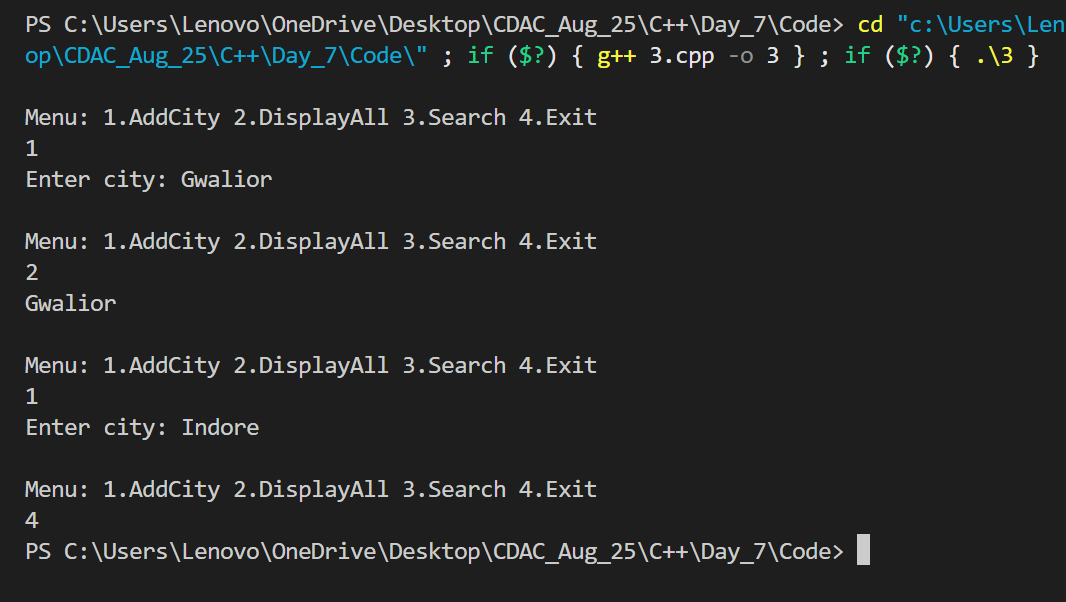 PS C:\Users\Lenovo\OneDrive\Desktop\CDAC_Aug_25\C++\Day_7\Code> cd "c:\Users\Len
op\CDAC_Aug_25\C++\Day_7\Code\" ; if ($?) { g++ 3.cpp -o 3 } ; if ($?) { .\3 }
Menu: 1.AddCity 2.DisplayAll 3.Search 4.Exit
1
Enter city: Gwalior
Menu: 1.AddCity 2.DisplayAll 3.Search 4.Exit
2
Gwalior
Menu: 1.AddCity 2.DisplayAll 3.Search 4.Exit
1
Enter city: Indore
Menu: 1.AddCity 2.DisplayAll 3.Search 4.Exit
4
PS C:\Users\Lenovo\OneDrive\Desktop\CDAC_Aug_25\C++\Day_7\Code>